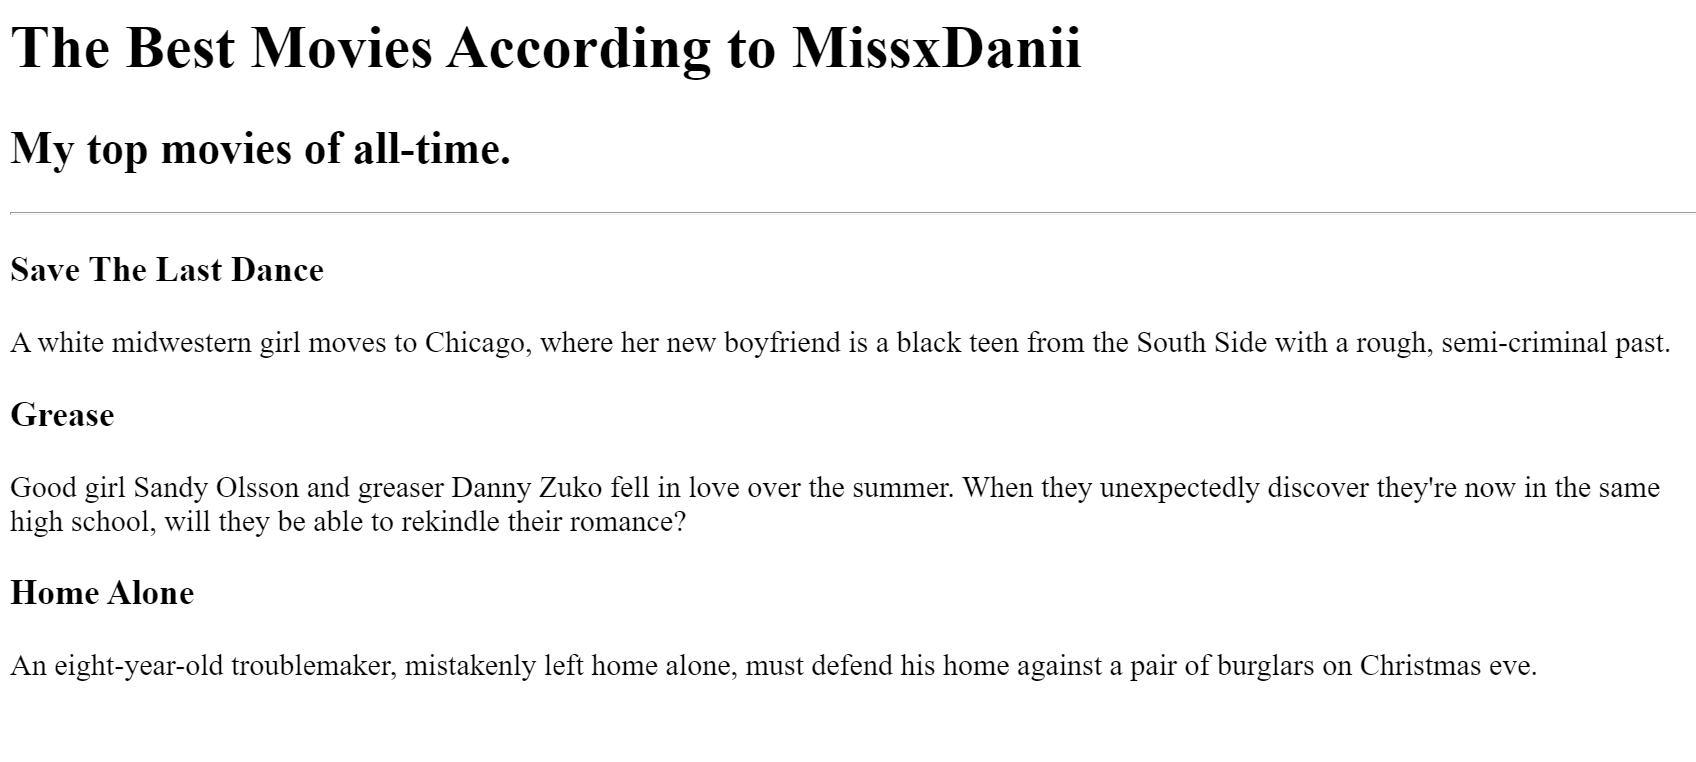 The Best Movies According to MissxDanii
My top movies of all-time.
Save The Last Dance
A white midwestern girl moves to Chicago, where her new boyfriend is a black teen from the South Side with a rough, semi-criminal past.
Grease
Good girl Sandy Olsson and greaser Danny Zuko fell in love over the summer. When they unexpectedly discover they're now in the same
high school, will they be able to rekindle their romance?
Home Alone
An eight-year-old troublemaker, mistakenly left home alone, must defend his home against a pair of burglars on Christmas eve.